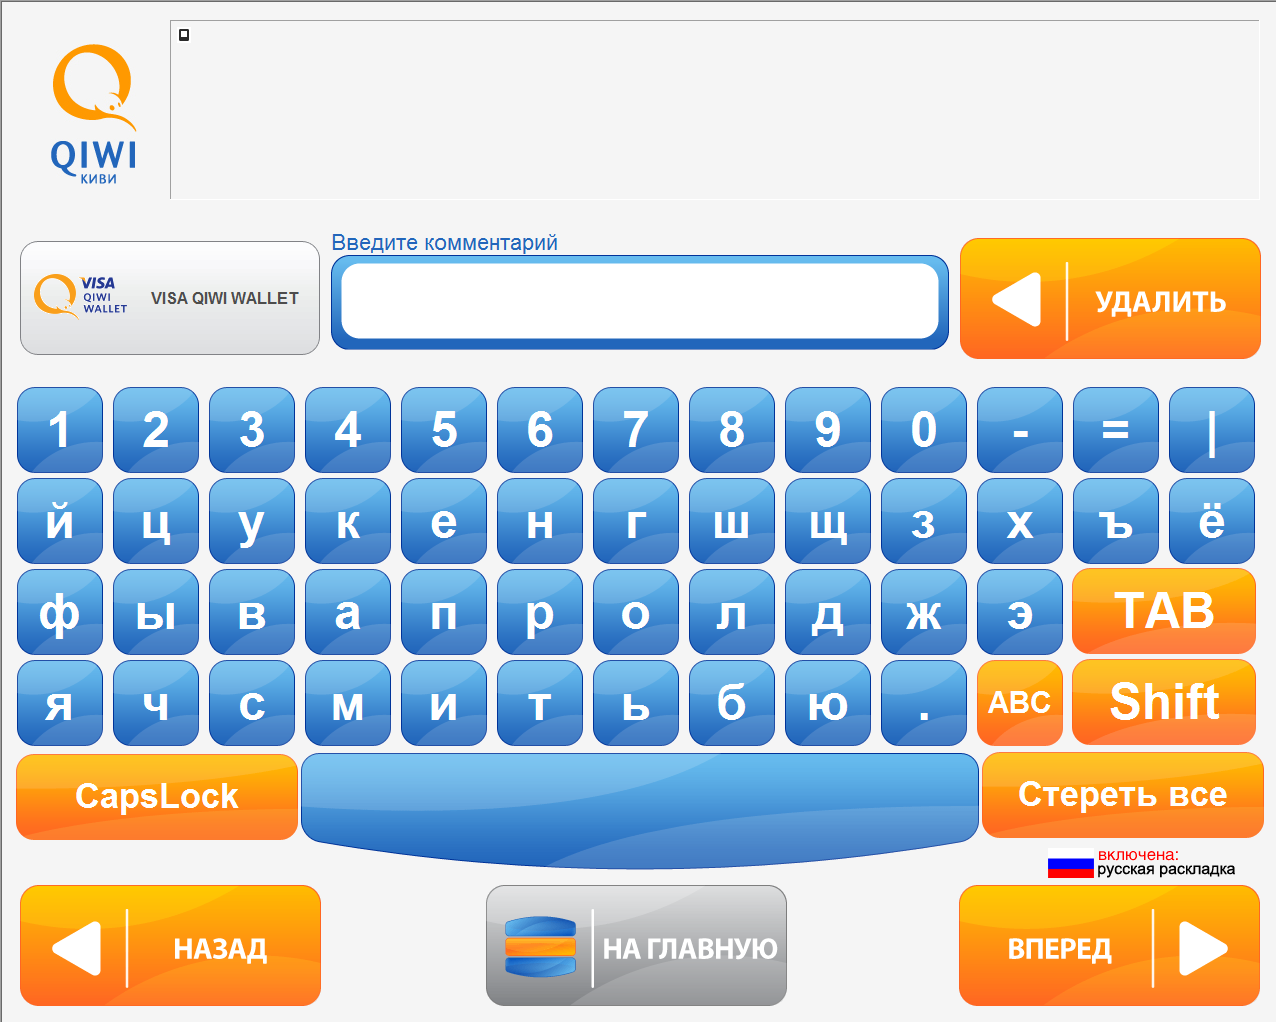 QIWI
КИВИ
Введите комментарий
VISA
QIWI
WALLET
VISA QIWI WALLET
УДАЛИТЬ
1 2 3 4 5 6 7 8 9 0 - = |
й ц у к е н г ш щ з х ъ ё
ф ы в а п р о л д ж э TAB
я ч с м и т ь б ю . ABC Shift
CapsLock
Стереть все
включена:
русская раскладка
НАЗАД
НА ГЛАВНУЮ
ВПЕРЕД